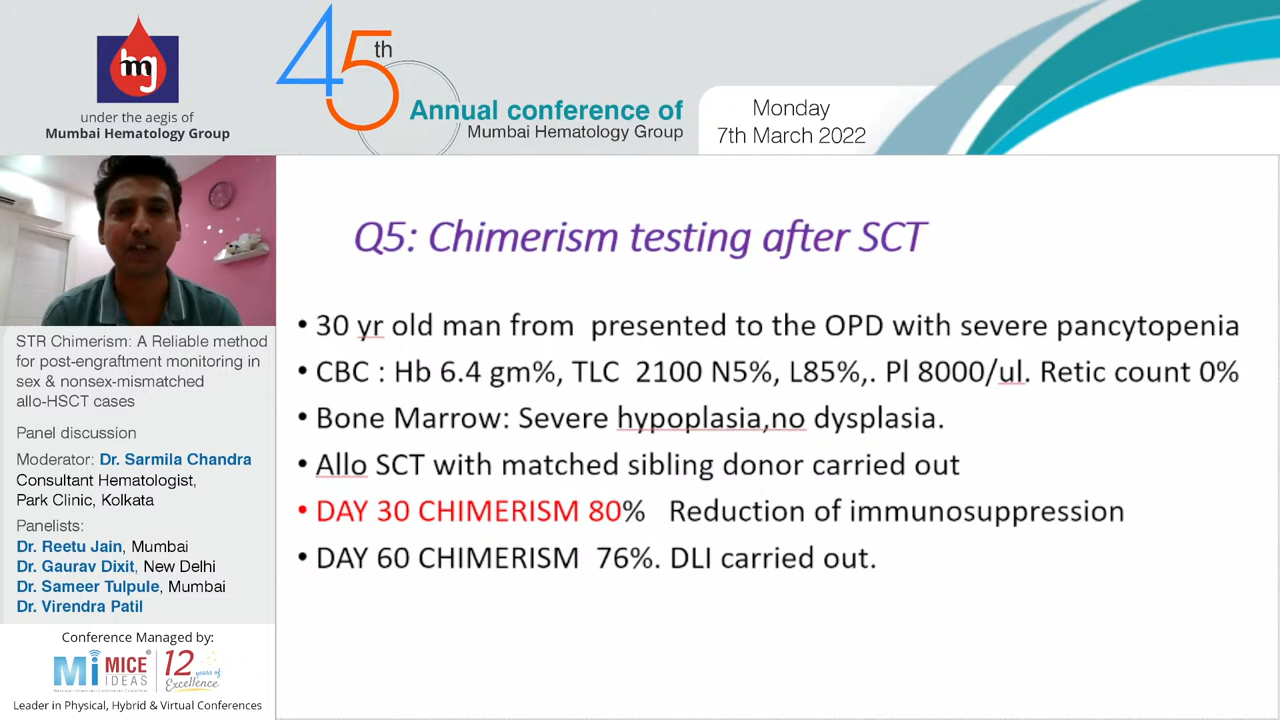 hmg
under the aegis of
Mumbai Hematology Group
45th
Annual conference of
Mumbai Hematology Group
Monday
7th March 2022
STR Chimerism: A Reliable method
for post-engraftment monitoring in
sex & nonsex-mismatched
allo-HSCT cases
Panel discussion
Moderator: Dr. Sarmila Chandra
Consultant Hematologist,
Park Clinic, Kolkata
Panelists:
Dr. Reetu Jain, Mumbai
Dr. Gaurav Dixit, New Delhi
Dr. Sameer Tulpule, Mumbai
Dr. Virendra Patil
Conference Managed by:
Mi MICE IDEAS
12 years of Excellence
Leader in Physical, Hybrid & Virtual Conferences
Q5: Chimerism testing after SCT
• 30 yr old man from presented to the OPD with severe pancytopenia
• CBC : Hb 6.4 gm%, TLC 2100 N5%, L85%,. Pl 8000/ul. Retic count 0%
• Bone Marrow: Severe hypoplasia,no dysplasia.
• Allo SCT with matched sibling donor carried out
• DAY 30 CHIMERISM 80% Reduction of immunosuppression
• DAY 60 CHIMERISM 76%. DLI carried out.